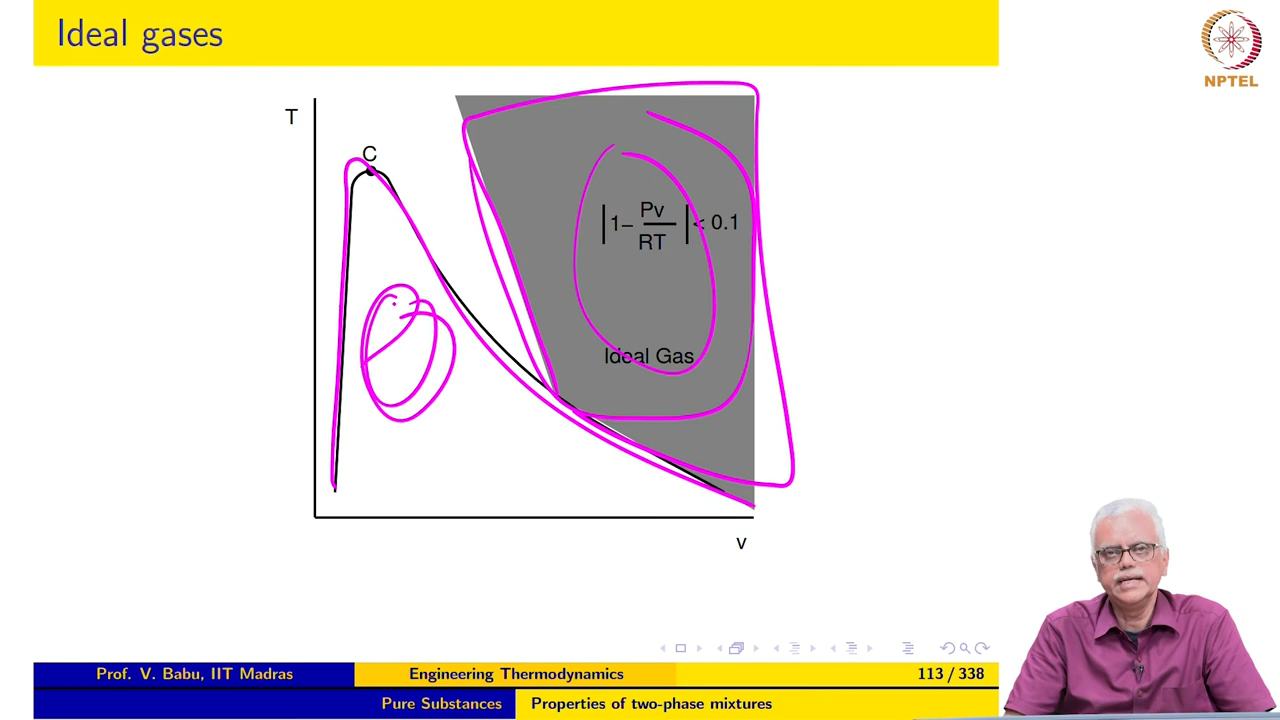 Ideal gases
NPTEL
T
C
|1− Pv/RT| < 0.1
Ideal Gas
v
Prof. V. Babu, IIT Madras
Engineering Thermodynamics
113 / 338
Pure Substances
Properties of two-phase mixtures